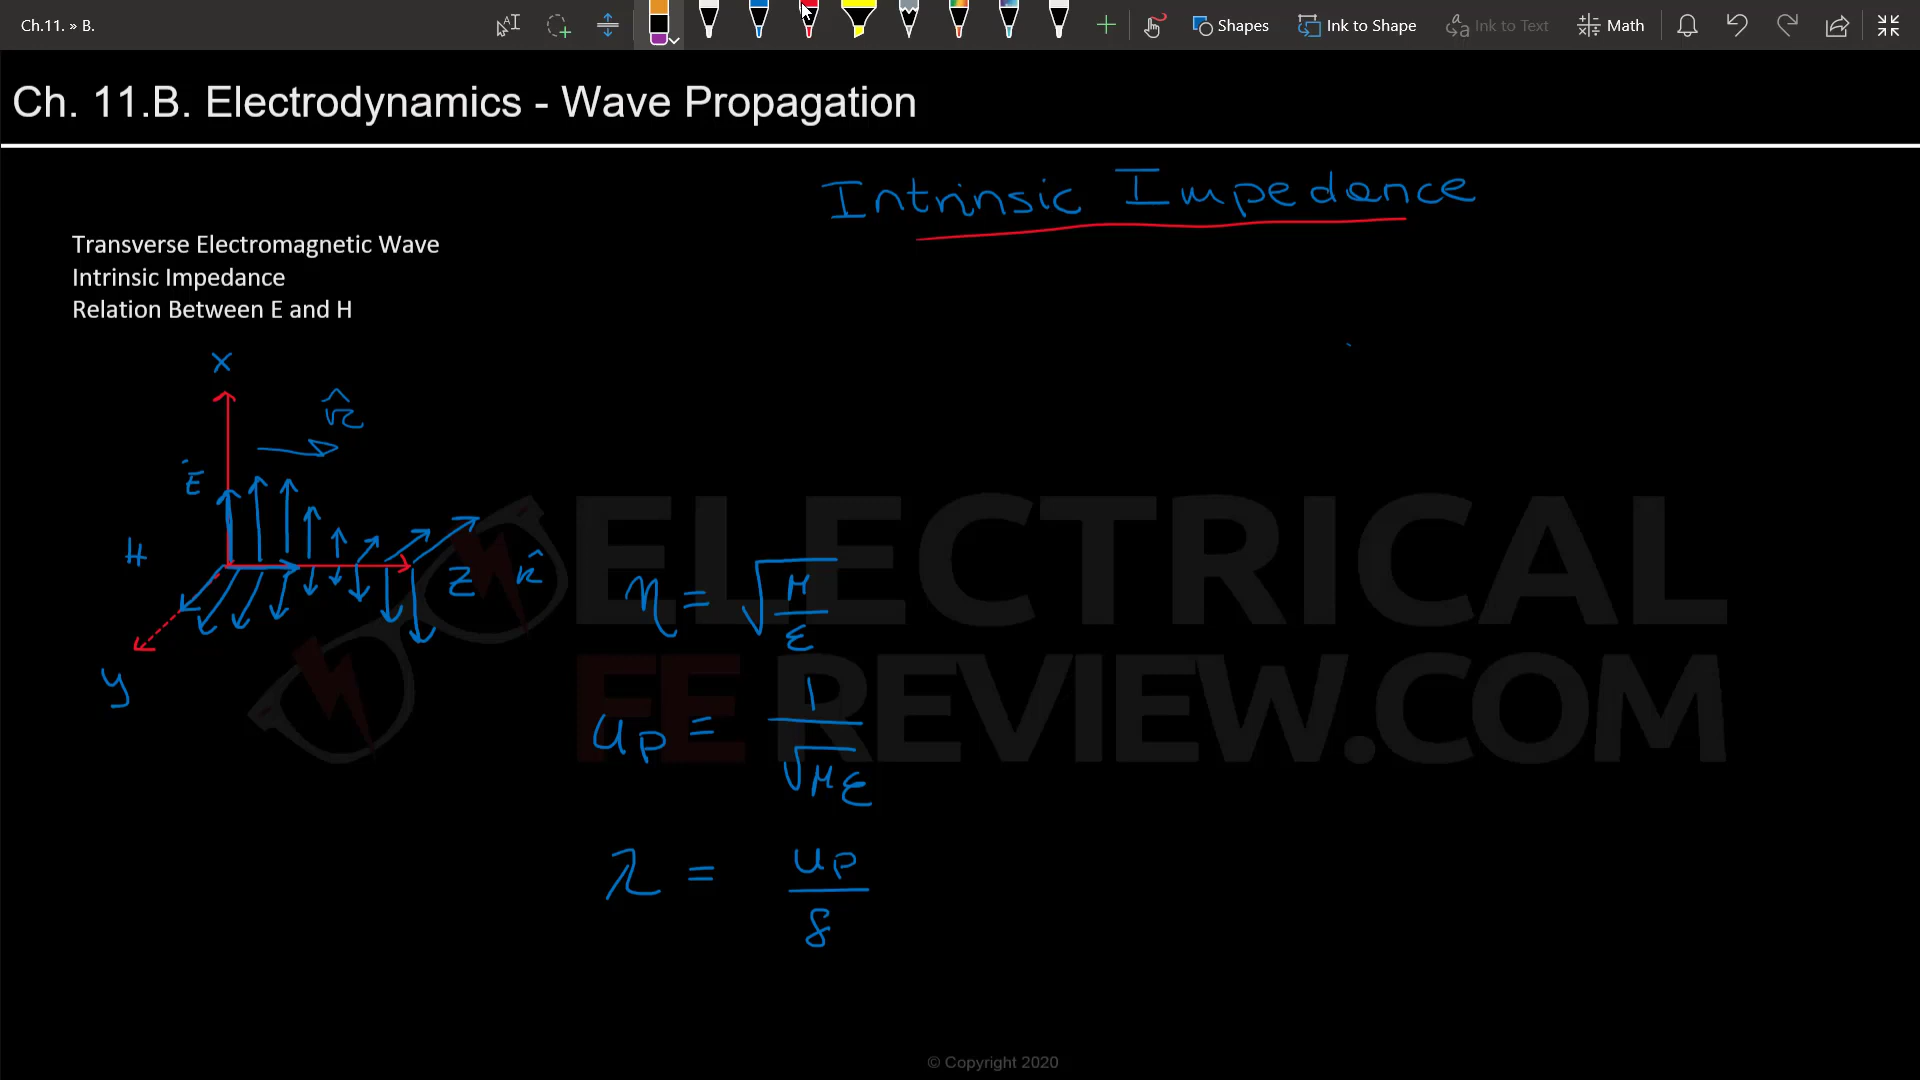 Ch.11. » B.
Shapes
Ink to Shape
Ink to Text
Math
Ch. 11.B. Electrodynamics - Wave Propagation
Intrinsic Impedance
Transverse Electromagnetic Wave
Intrinsic Impedance
Relation Between E and H
X
k̂
E
H
Z k̂
y
η = √(μ/ε)
up = 1/√με
λ = up/f
ELECTRICAL
FE REVIEW.COM
© Copyright 2020